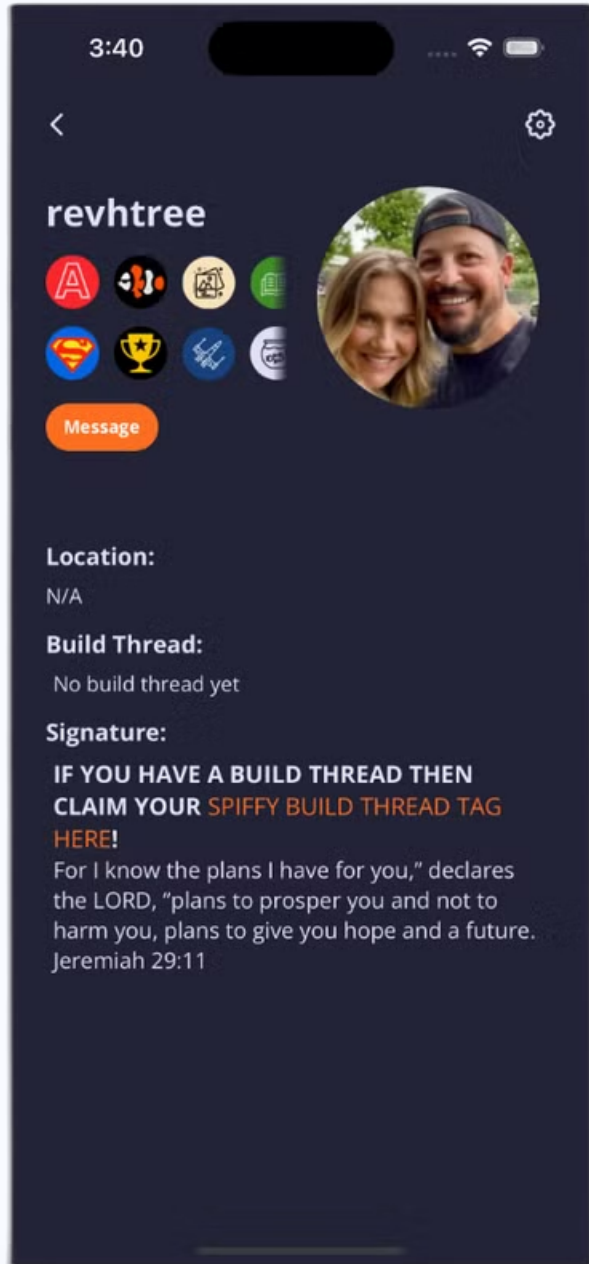 3:40
revhtree
A
Message
Location:
N/A
Build Thread:
No build thread yet
Signature:
IF YOU HAVE A BUILD THREAD THEN
CLAIM YOUR SPIFFY BUILD THREAD TAG
HERE!
For I know the plans I have for you,” declares
the LORD, “plans to prosper you and not to
harm you, plans to give you hope and a future.
Jeremiah 29:11